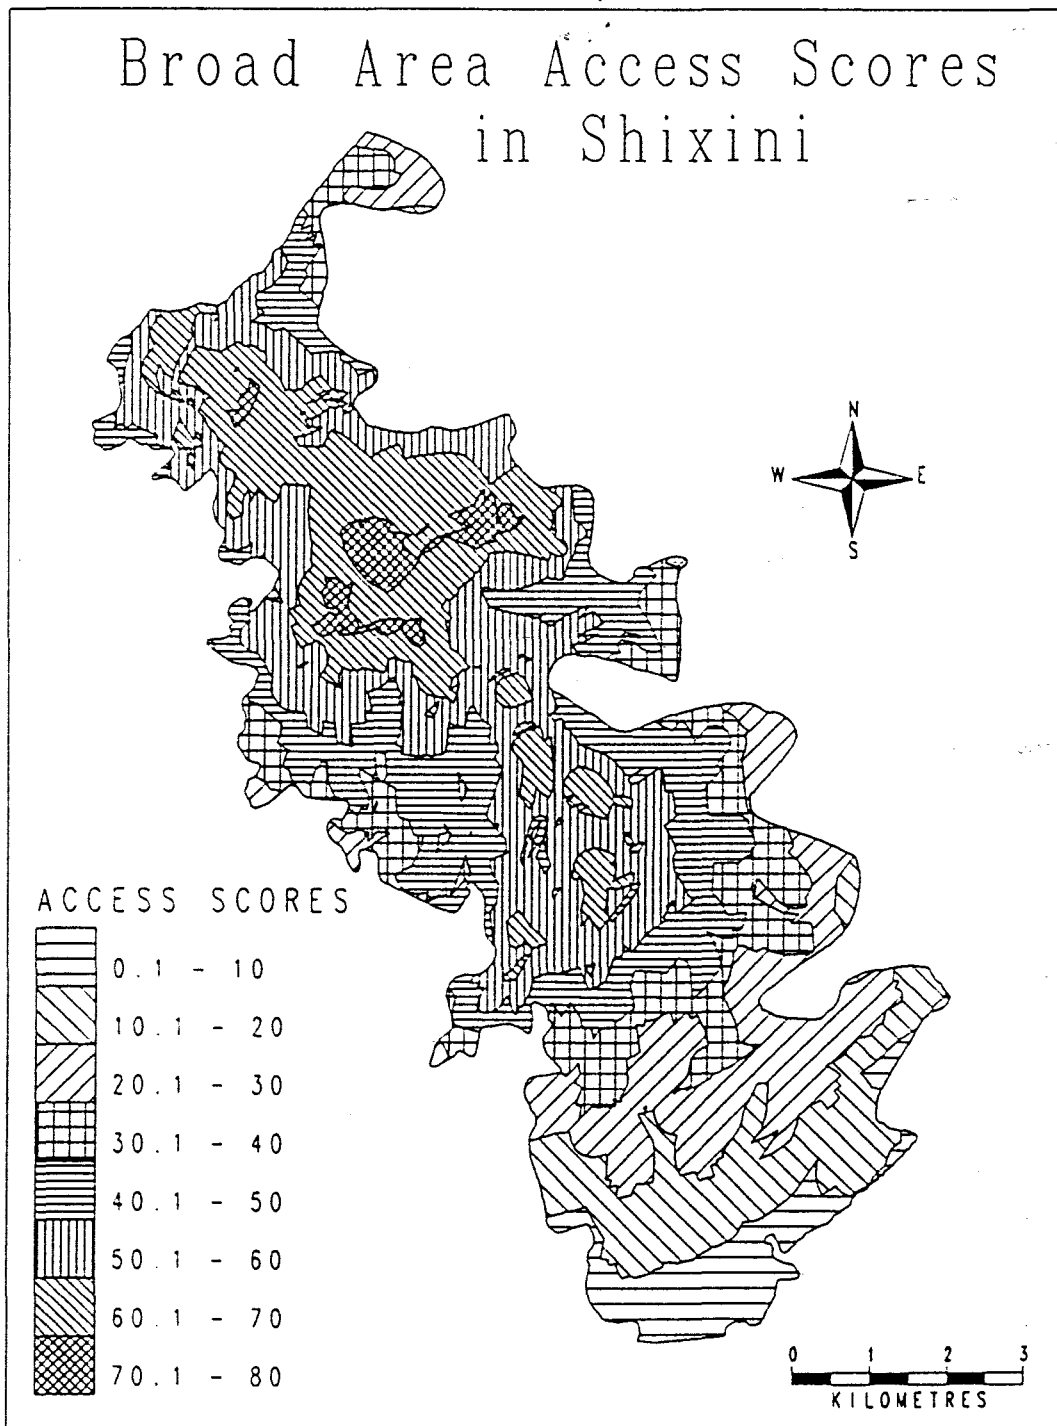 Broad Area Access Scores
in Shixini
N
W E
S
ACCESS SCORES
0.1 - 10
10.1 - 20
20.1 - 30
30.1 - 40
40.1 - 50
50.1 - 60
60.1 - 70
70.1 - 80
0 1 2 3
KILOMETRES